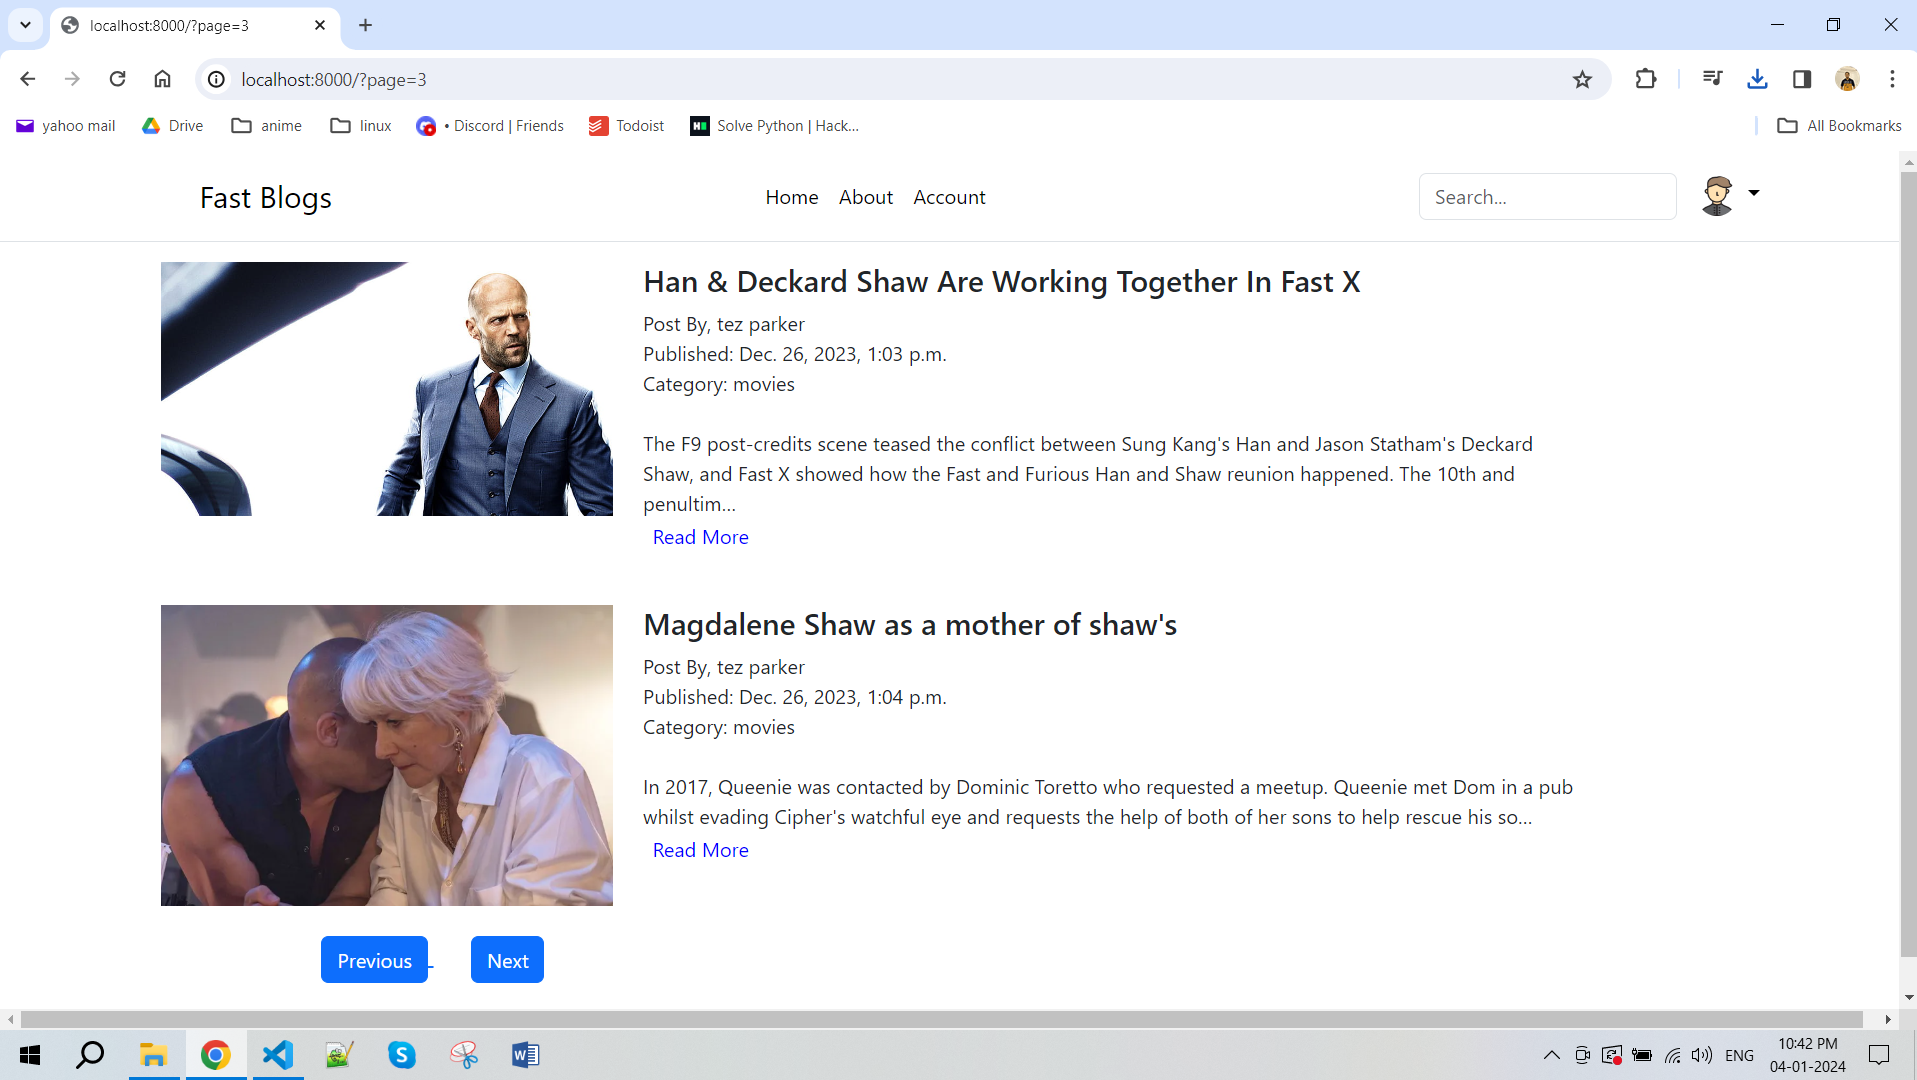 localhost:8000/?page=3
localhost:8000/?page=3
yahoo mail
Drive
anime
linux
• Discord | Friends
Todoist
Solve Python | Hack...
All Bookmarks
Fast Blogs
Home
About
Account
Search...
Han & Deckard Shaw Are Working Together In Fast X
Post By, tez parker
Published: Dec. 26, 2023, 1:03 p.m.
Category: movies
The F9 post-credits scene teased the conflict between Sung Kang's Han and Jason Statham's Deckard
Shaw, and Fast X showed how the Fast and Furious Han and Shaw reunion happened. The 10th and
penultim…
Read More
Magdalene Shaw as a mother of shaw's
Post By, tez parker
Published: Dec. 26, 2023, 1:04 p.m.
Category: movies
In 2017, Queenie was contacted by Dominic Toretto who requested a meetup. Queenie met Dom in a pub
whilst evading Cipher's watchful eye and requests the help of both of her sons to help rescue his so…
Read More
Previous
Next
ENG
10:42 PM
04-01-2024